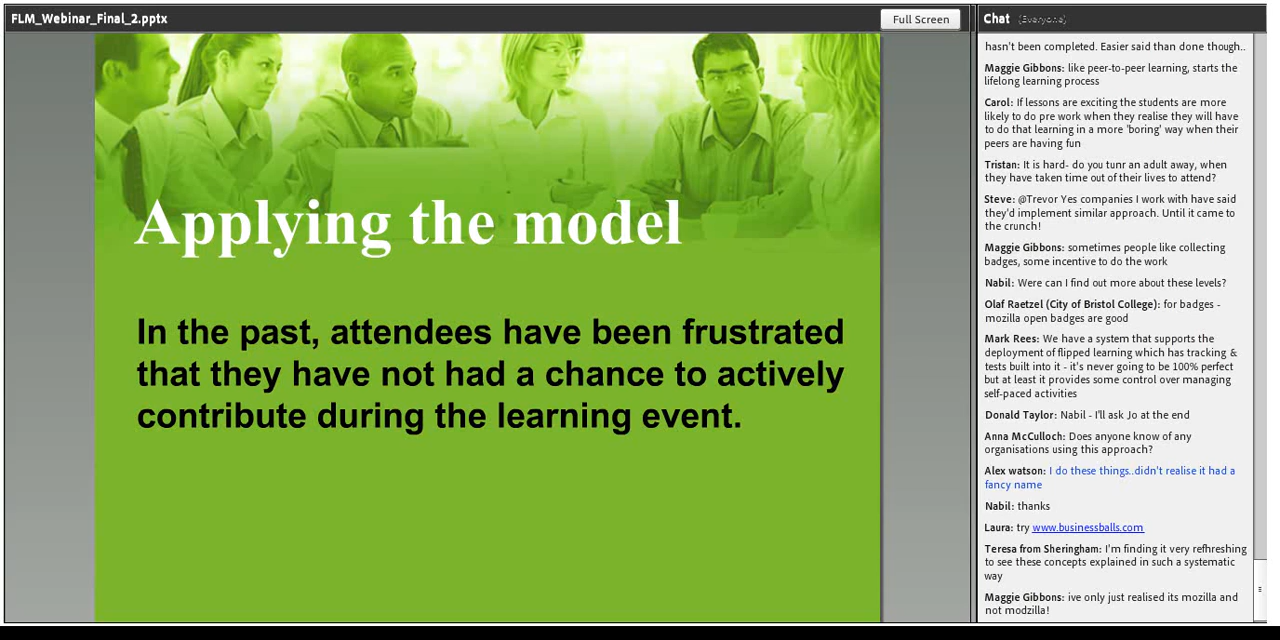 FLM_Webinar_Final_2.pptx
Full Screen
Applying the model
In the past, attendees have been frustrated
that they have not had a chance to actively
contribute during the learning event.
Chat (Everyone)
hasn't been completed. Easier said than done though..
Maggie Gibbons: like peer-to-peer learning, starts the
lifelong learning process
Carol: If lessons are exciting the students are more
likely to do pre work when they realise they will have
to do that learning in a more 'boring' way when their
peers are having fun
Tristan: It is hard- do you tunr an adult away, when
they have taken time out of their lives to attend?
Steve: @Trevor Yes companies I work with have said
they'd implement similar approach. Until it came to
the crunch!
Maggie Gibbons: sometimes people like collecting
badges, some incentive to do the work
Nabil: Were can I find out more about these levels?
Olaf Raetzel (City of Bristol College): for badges -
mozilla open badges are good
Mark Rees: We have a system that supports the
deployment of flipped learning which has tracking &
tests built into it - it's never going to be 100% perfect
but at least it provides some control over managing
self-paced activities
Donald Taylor: Nabil - I'll ask Jo at the end
Anna McCulloch: Does anyone know of any
organisations using this approach?
Alex watson: I do these things..didn't realise it had a
fancy name
Nabil: thanks
Laura: try www.businessballs.com
Teresa from Sheringham: I'm finding it very refhreshing
to see these concepts explained in such a systematic
way
Maggie Gibbons: ive only just realised its mozilla and
not modzilla!